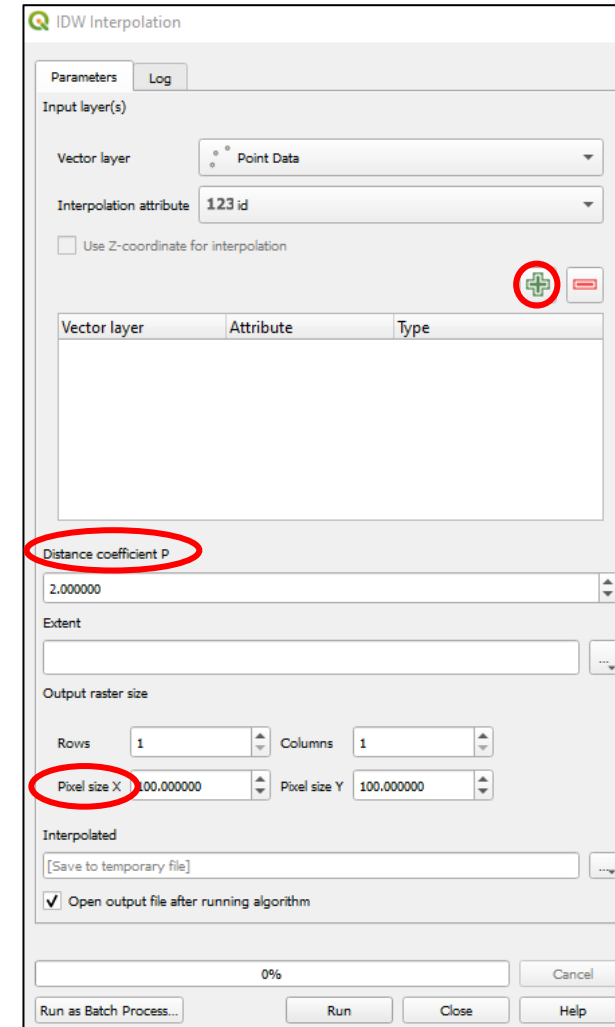 IDW Interpolation
Parameters Log
Input layer(s)
Vector layer Point Data
Interpolation attribute 123 id
Use Z-coordinate for interpolation
Vector layer Attribute Type
Distance coefficient P
2.000000
Extent
...
Output raster size
Rows 1 Columns 1
Pixel size X 100.000000 Pixel size Y 100.000000
Interpolated
[Save to temporary file] ...
Open output file after running algorithm
0% Cancel
Run as Batch Process... Run Close Help